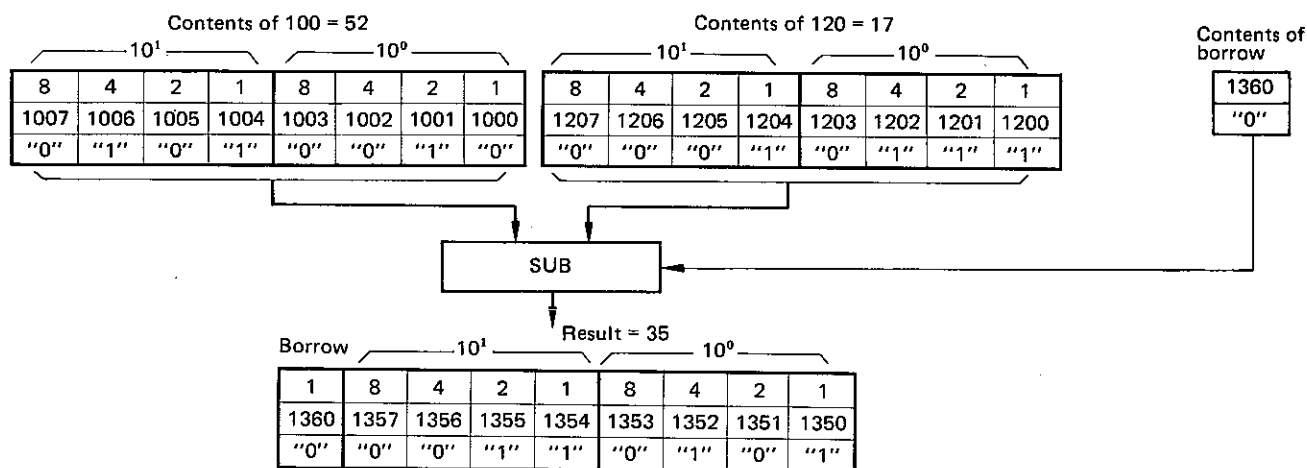 Contents of 100 = 52
Contents of 120 = 17
Contents of
borrow
10¹ 10⁰ 10¹ 10⁰
8 4 2 1 8 4 2 1
1007 1006 1005 1004 1003 1002 1001 1000
"0" "1" "0" "1" "0" "0" "1" "0"
8 4 2 1 8 4 2 1
1207 1206 1205 1204 1203 1202 1201 1200
"0" "0" "0" "1" "0" "1" "1" "1"
1360
"0"
SUB
Result = 35
Borrow 10¹ 10⁰
1 8 4 2 1 8 4 2 1
1360 1357 1356 1355 1354 1353 1352 1351 1350
"0" "0" "0" "1" "1" "0" "1" "0" "1"